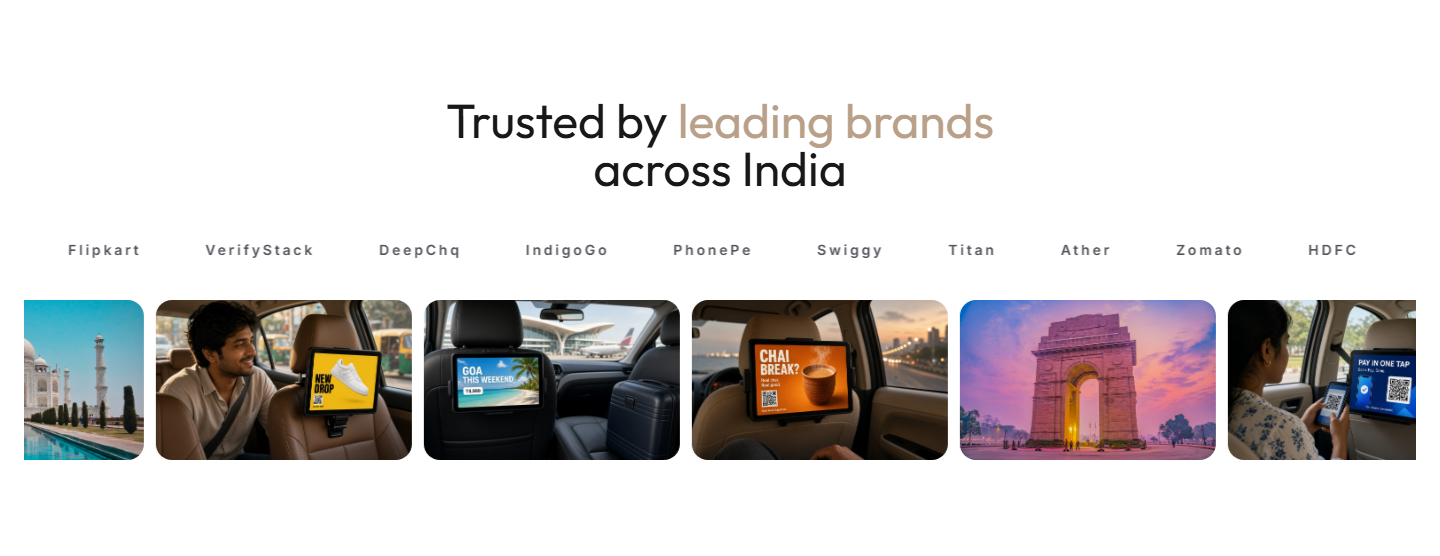 Trusted by leading brands
across India
Flipkart VerifyStack DeepChq IndigoGo PhonePe Swiggy Titan Ather Zomato HDFC
NEW
DROP
GOA
THIS WEEKEND
CHAI
BREAK?
PAY IN ONE TAP